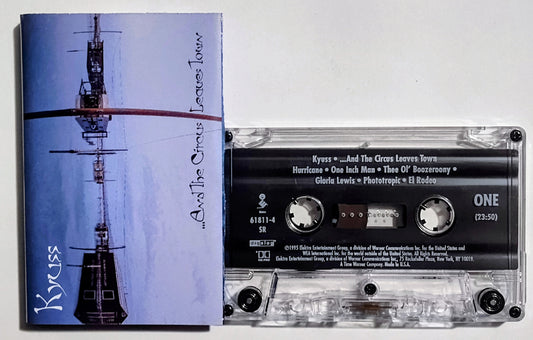 Kyuss
...And The Circus Leaves Town
Kyuss • ...And The Circus Leaves Town
Hurricane • One Inch Man • Thee Ol' Boozeroony •
Gloria Lewis • Phototropic • El Rodeo
61811-4
SR
ONE
(23:50)
©1995 Elektra Entertainment Group, a division of Warner Communications Inc. for the United States and
WEA International Inc. for the world outside of the United States. All Rights Reserved.
Elektra Entertainment Group, a division of Warner Communications Inc., 75 Rockefeller Plaza, New York, NY 10019.
A Time Warner Company. Made in U.S.A.